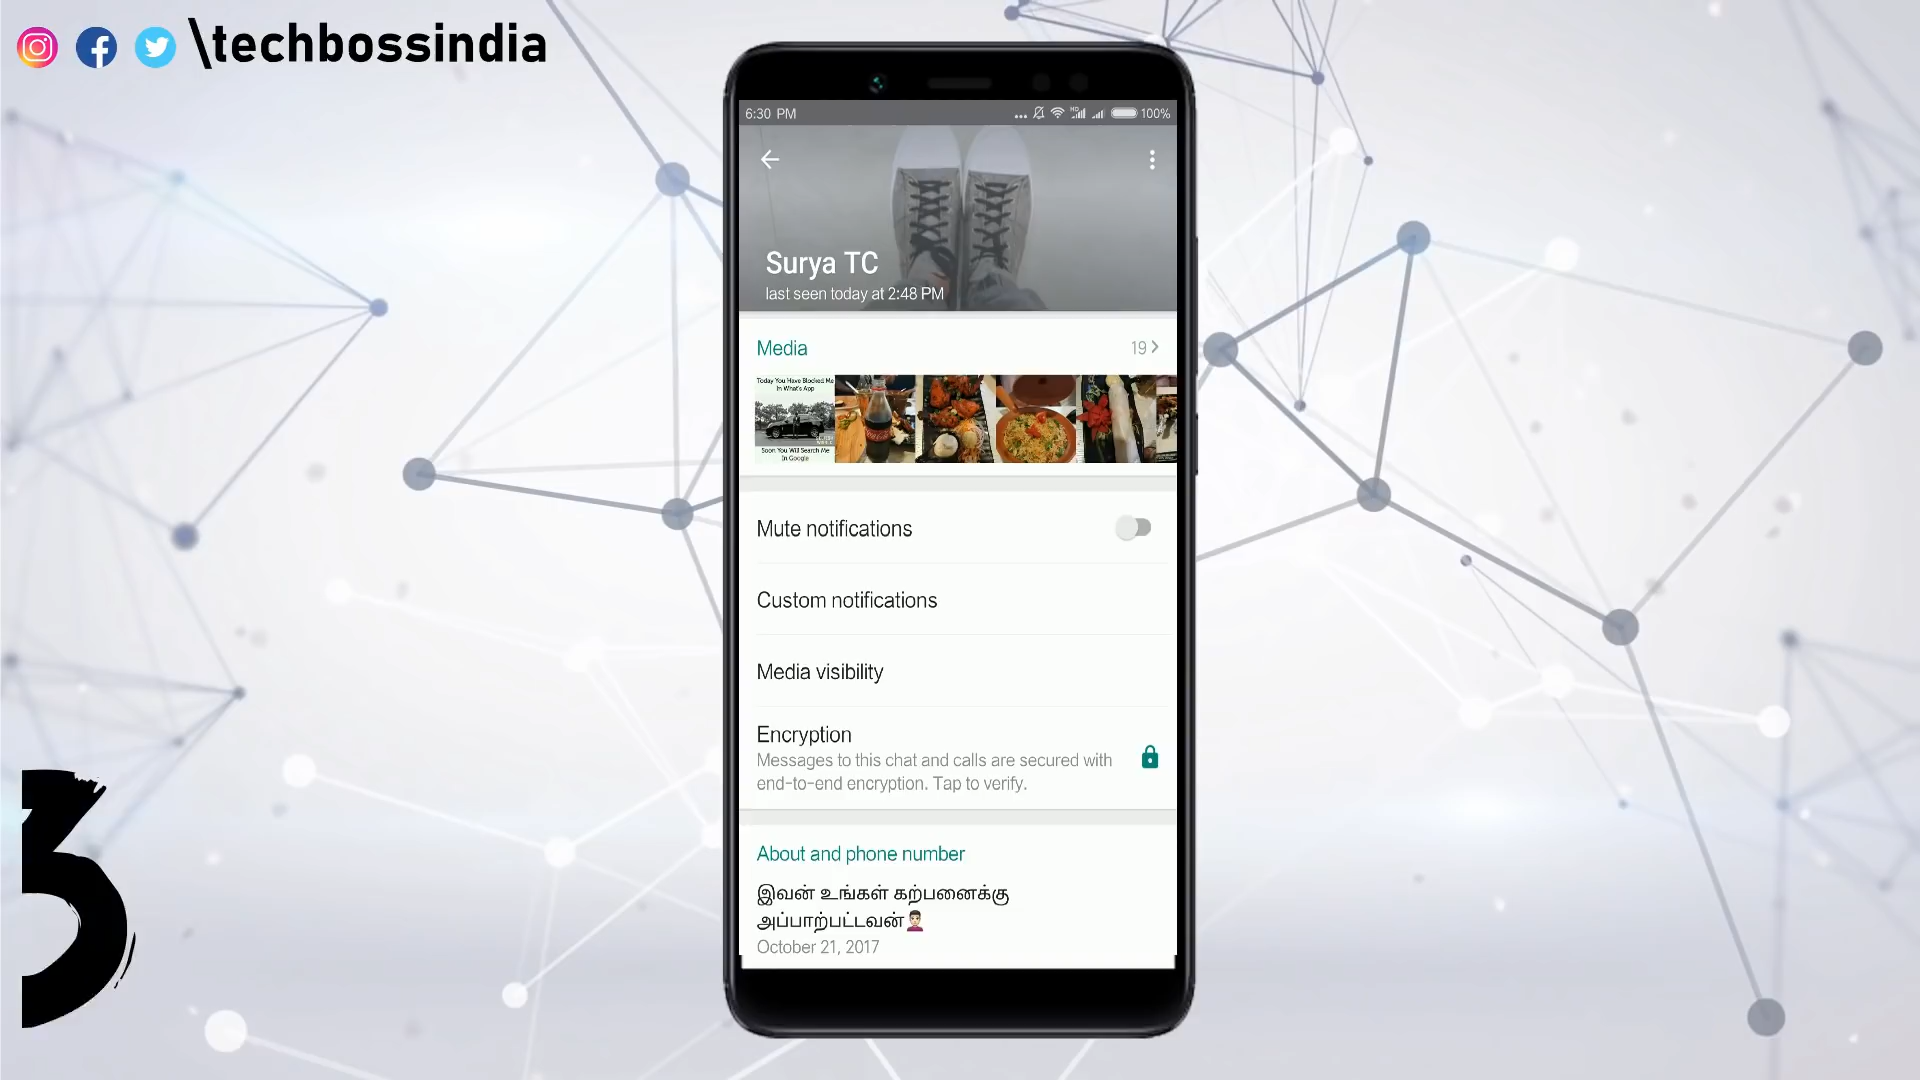 \techbossindia
6:30 PM
100%
Surya TC
last seen today at 2:48 PM
Media
19
Today You Have Blocked Me
In What's App
Soon You Will Search Me
In Google
Mute notifications
Custom notifications
Media visibility
Encryption
Messages to this chat and calls are secured with
end-to-end encryption. Tap to verify.
About and phone number
இவன் உங்கள் கற்பனைக்கு
அப்பாற்பட்டவன்🤦🏻‍♂️
October 21, 2017
3